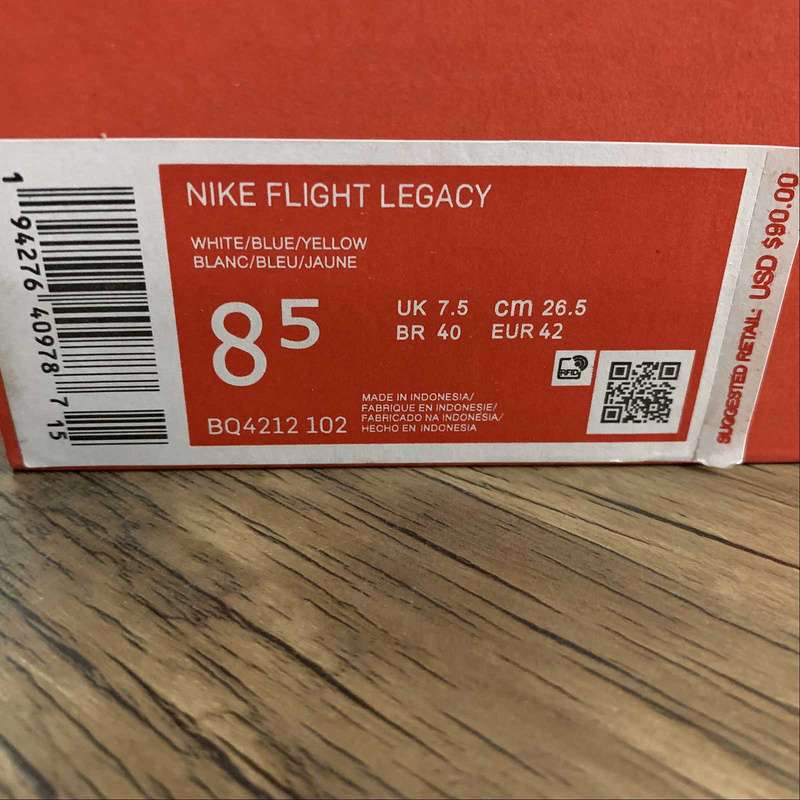 NIKE FLIGHT LEGACY
WHITE/BLUE/YELLOW
BLANC/BLEU/JAUNE
8 5
UK 7.5 cm 26.5
BR 40 EUR 42
RFID
BQ4212 102
MADE IN INDONESIA/
FABRIQUE EN INDONESIE/
FABRICADO NA INDONESIA/
HECHO EN INDONESIA
1 94276 40978 7 15
SUGGESTED RETAIL: USD $90.00